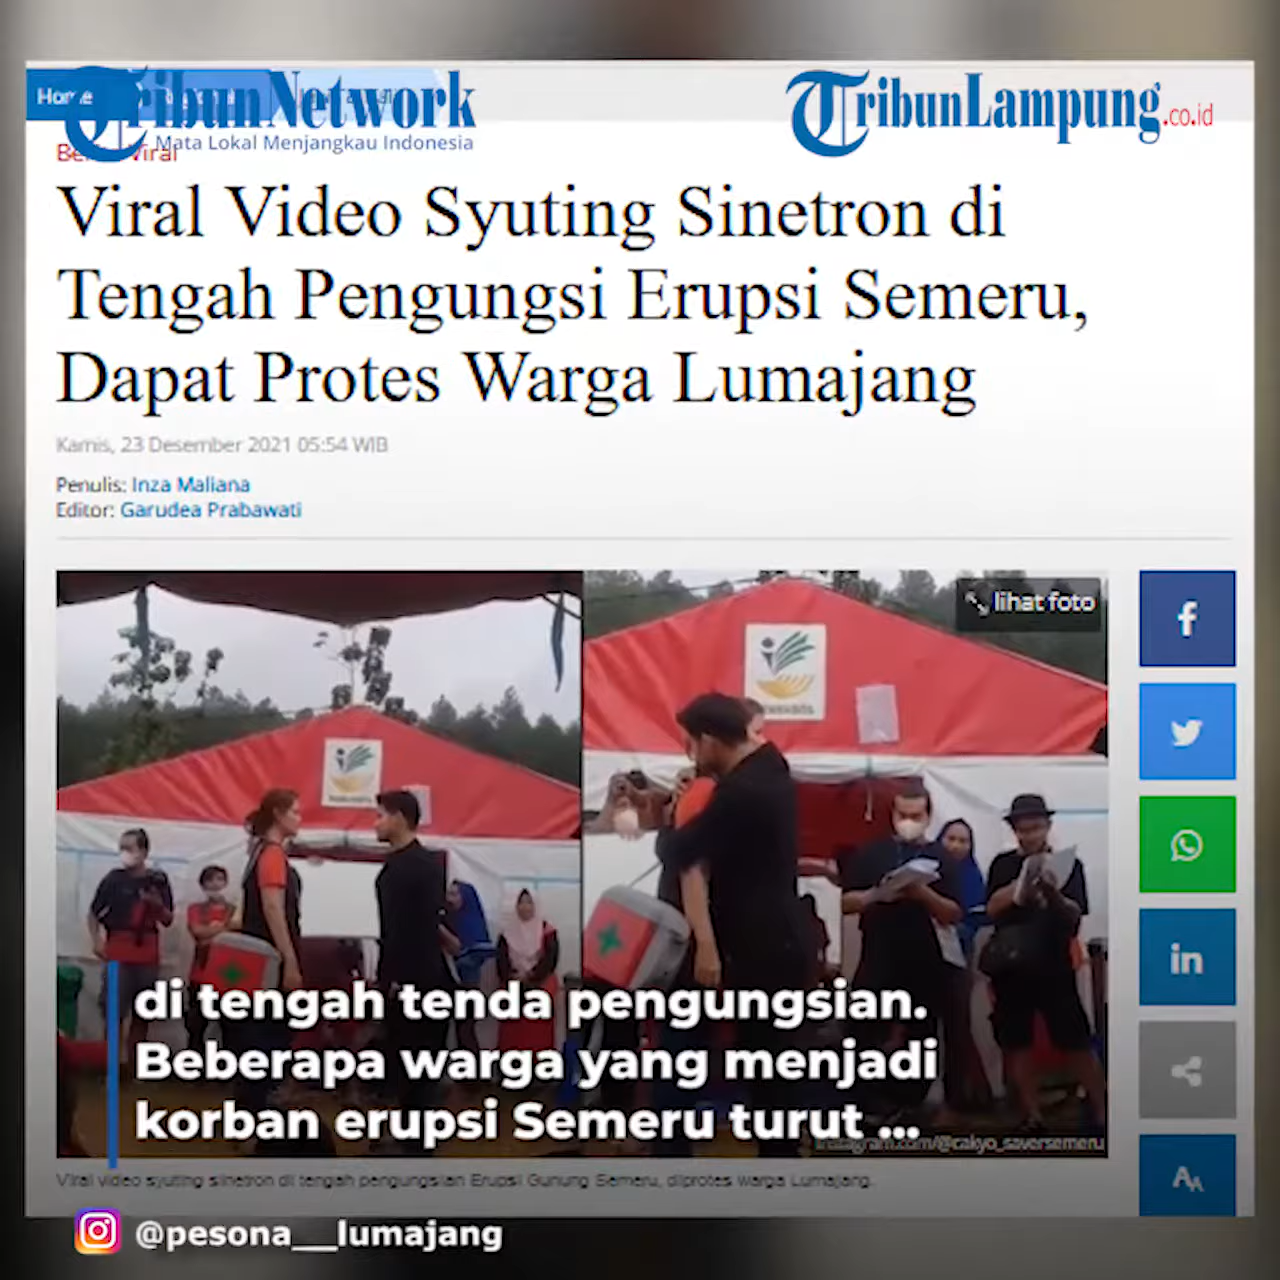 Home
TribunNetwork
Mata Lokal Menjangkau Indonesia
TribunLampung.co.id
Viral
Viral Video Syuting Sinetron di
Tengah Pengungsi Erupsi Semeru,
Dapat Protes Warga Lumajang
Kamis, 23 Desember 2021 05:54 WIB
Penulis: Inza Maliana
Editor: Garudea Prabawati
lihat foto
di tengah tenda pengungsian.
Beberapa warga yang menjadi
korban erupsi Semeru turut ...
instagram.com/@cakyo_saversemeru
Viral video syuting sinetron di tengah pengungsian Erupsi Gunung Semeru, diprotes warga Lumajang.
@pesona__lumajang